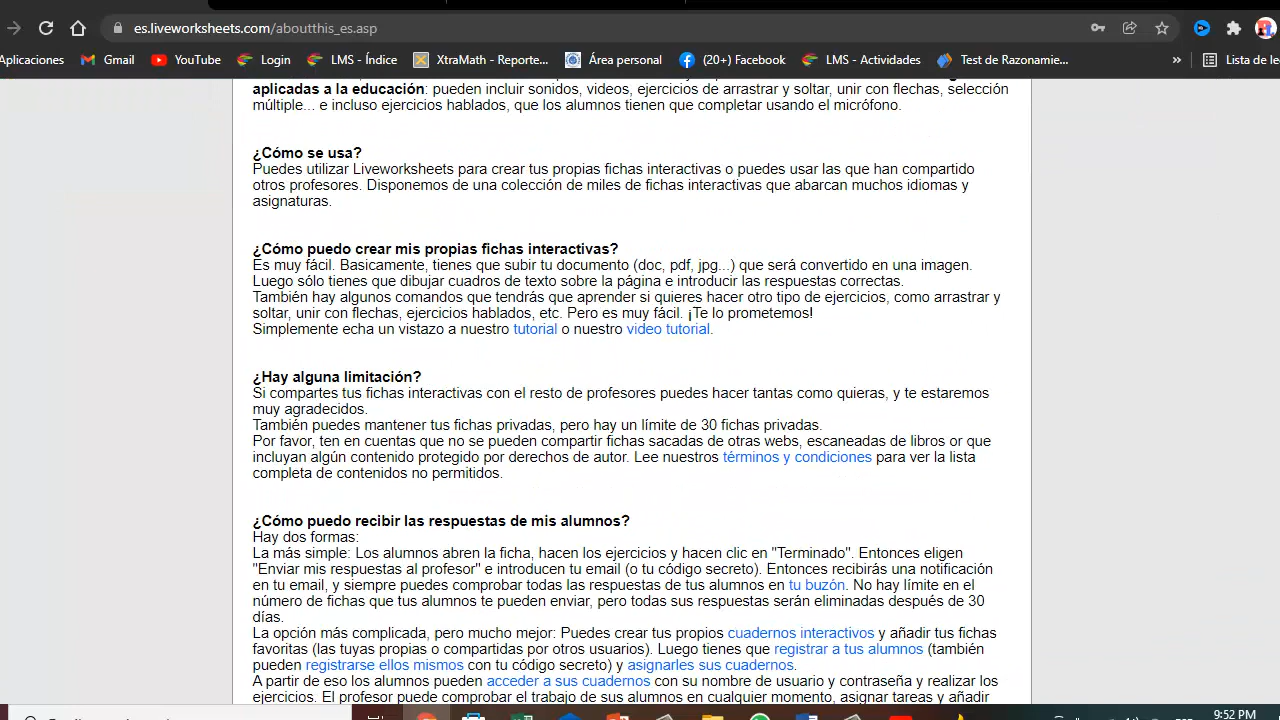 es.liveworksheets.com/aboutthis_es.asp
Aplicaciones Gmail YouTube Login LMS - Índice XtraMath - Reporte... Área personal (20+) Facebook LMS - Actividades Test de Razonamie... » Lista de le
aplicadas a la educación: pueden incluir sonidos, videos, ejercicios de arrastrar y soltar, unir con flechas, selección
múltiple... e incluso ejercicios hablados, que los alumnos tienen que completar usando el micrófono.
¿Cómo se usa?
Puedes utilizar Liveworksheets para crear tus propias fichas interactivas o puedes usar las que han compartido
otros profesores. Disponemos de una colección de miles de fichas interactivas que abarcan muchos idiomas y
asignaturas.
¿Cómo puedo crear mis propias fichas interactivas?
Es muy fácil. Basicamente, tienes que subir tu documento (doc, pdf, jpg...) que será convertido en una imagen.
Luego sólo tienes que dibujar cuadros de texto sobre la página e introducir las respuestas correctas.
También hay algunos comandos que tendrás que aprender si quieres hacer otro tipo de ejercicios, como arrastrar y
soltar, unir con flechas, ejercicios hablados, etc. Pero es muy fácil. ¡Te lo prometemos!
Simplemente echa un vistazo a nuestro tutorial o nuestro video tutorial.
¿Hay alguna limitación?
Si compartes tus fichas interactivas con el resto de profesores puedes hacer tantas como quieras, y te estaremos
muy agradecidos.
También puedes mantener tus fichas privadas, pero hay un límite de 30 fichas privadas.
Por favor, ten en cuentas que no se pueden compartir fichas sacadas de otras webs, escaneadas de libros or que
incluyan algún contenido protegido por derechos de autor. Lee nuestros términos y condiciones para ver la lista
completa de contenidos no permitidos.
¿Cómo puedo recibir las respuestas de mis alumnos?
Hay dos formas:
La más simple: Los alumnos abren la ficha, hacen los ejercicios y hacen clic en "Terminado". Entonces eligen
"Enviar mis respuestas al profesor" e introducen tu email (o tu código secreto). Entonces recibirás una notificación
en tu email, y siempre puedes comprobar todas las respuestas de tus alumnos en tu buzón. No hay límite en el
número de fichas que tus alumnos te pueden enviar, pero todas sus respuestas serán eliminadas después de 30
días.
La opción más complicada, pero mucho mejor: Puedes crear tus propios cuadernos interactivos y añadir tus fichas
favoritas (las tuyas propias o compartidas por otros usuarios). Luego tienes que registrar a tus alumnos (también
pueden registrarse ellos mismos con tu código secreto) y asignarles sus cuadernos.
A partir de eso los alumnos pueden acceder a sus cuadernos con su nombre de usuario y contraseña y realizar los
ejercicios. El profesor puede comprobar el trabajo de sus alumnos en cualquier momento, asignar tareas y añadir
9:52 PM